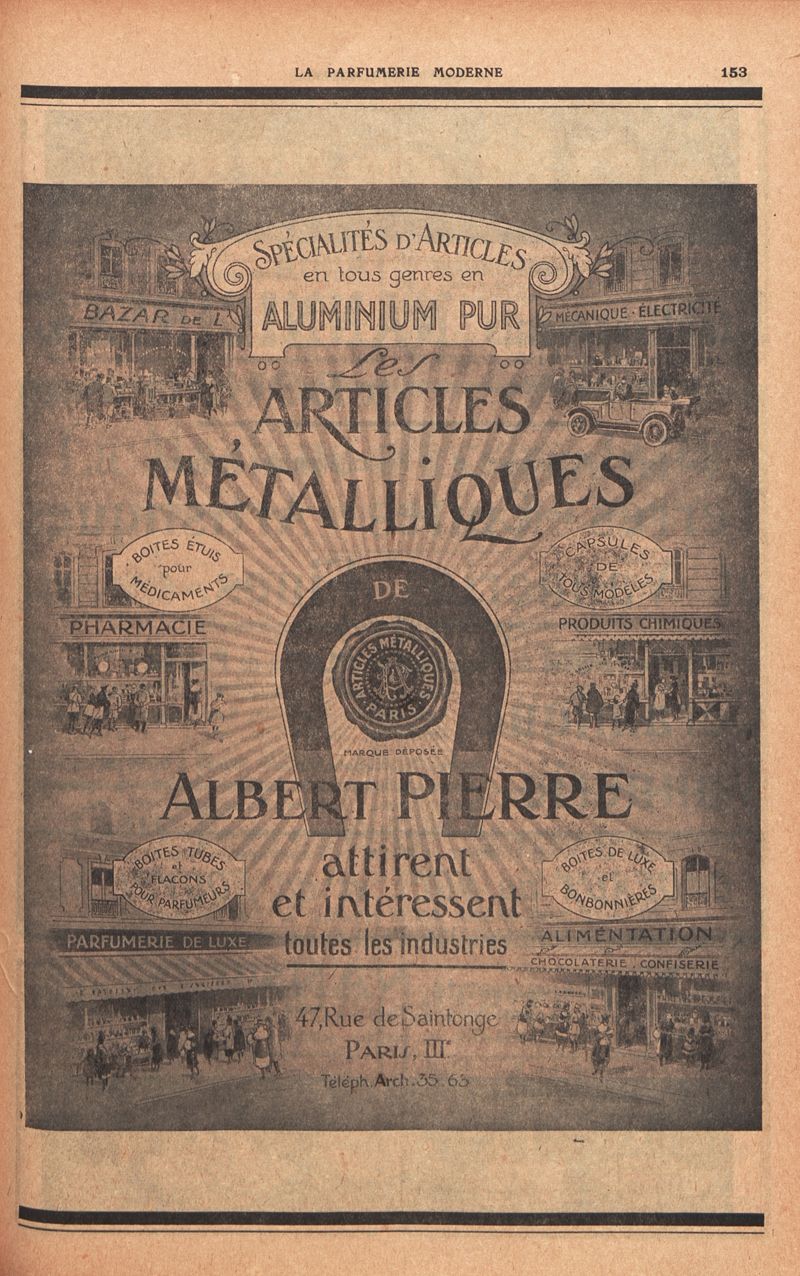 LA PARFUMERIE MODERNE
153
SPÉCIALITÉS D'ARTICLES
en tous genres en
ALUMINIUM PUR
BAZAR DE L'
MÉCANIQUE - ÉLECTRICITÉ
Les
ARTICLES
MÉTALLIQUES
BOITES ÉTUIS
pour
MÉDICAMENTS
CAPSULES
DE
TOUS MODÈLES
DE
PHARMACIE
PRODUITS CHIMIQUES
ARTICLES MÉTALLIQUES
PARIS
MARQUE DÉPOSÉE
ALBERT PIERRE
BOITES TUBES
et
FLACONS
POUR PARFUMEURS
BOITES DE LUXE
et
BONBONNIÈRES
attirent
et intéressent
toutes les industries
PARFUMERIE DE LUXE
ALIMENTATION
CHOCOLATERIE CONFISERIE
47, Rue de Saintonge
PARIS, IIIe
Téléph. Arch. 35.63